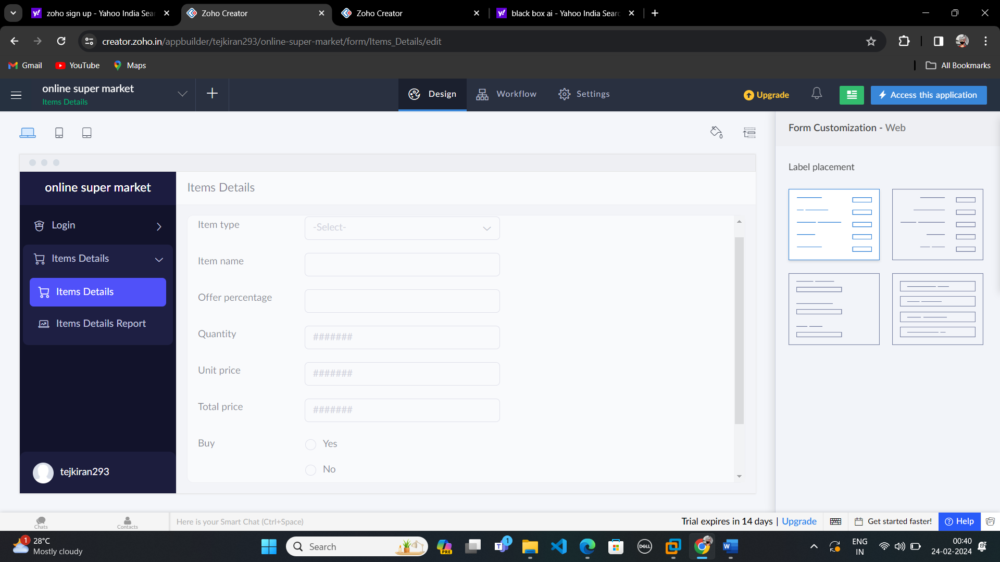 zoho sign up - Yahoo India Sear
Zoho Creator
Zoho Creator
black box ai - Yahoo India Searc
creator.zoho.in/appbuilder/tejkiran293/online-super-market/form/Items_Details/edit
Gmail
YouTube
Maps
All Bookmarks
online super market
Items Details
Design
Workflow
Settings
Upgrade
Access this application
Form Customization - Web
Label placement
online super market
Login
Items Details
Items Details
Items Details Report
tejkiran293
Items Details
Item type
-Select-
Item name
Offer percentage
Quantity
#######
Unit price
#######
Total price
#######
Buy
Yes
No
Chats
Contacts
Here is your Smart Chat (Ctrl+Space)
Trial expires in 14 days | Upgrade
Get started faster!
Help
1
28°C
Mostly cloudy
Search
PRE
1
DELL
ENG
IN
00:40
24-02-2024